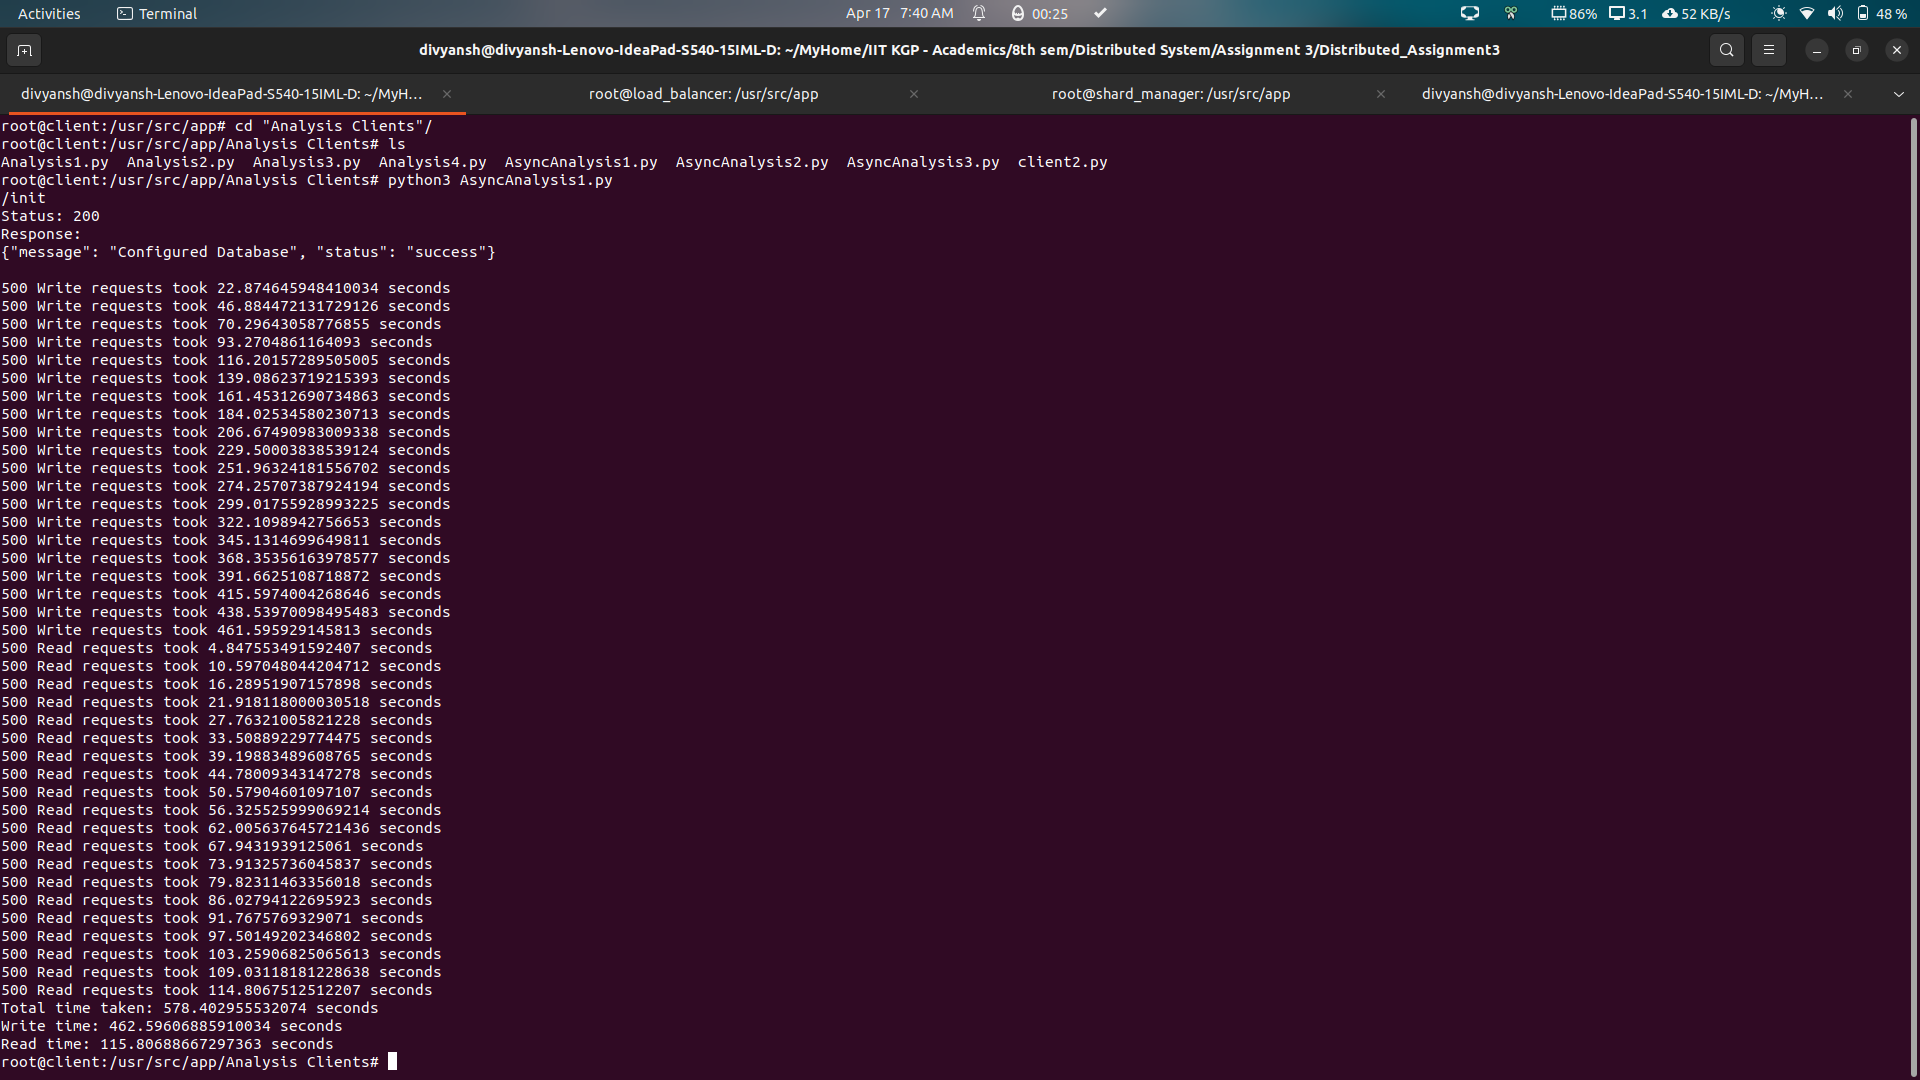 Activities Terminal Apr 17 7:40 AM 00:25 86% 3.1 52 KB/s 48 %
divyansh@divyansh-Lenovo-IdeaPad-S540-15IML-D: ~/MyHome/IIT KGP - Academics/8th sem/Distributed System/Assignment 3/Distributed_Assignment3
divyansh@divyansh-Lenovo-IdeaPad-S540-15IML-D: ~/MyH... root@load_balancer: /usr/src/app root@shard_manager: /usr/src/app divyansh@divyansh-Lenovo-IdeaPad-S540-15IML-D: ~/MyH...
root@client:/usr/src/app# cd "Analysis Clients"/
root@client:/usr/src/app/Analysis Clients# ls
Analysis1.py  Analysis2.py  Analysis3.py  Analysis4.py  AsyncAnalysis1.py  AsyncAnalysis2.py  AsyncAnalysis3.py  client2.py
root@client:/usr/src/app/Analysis Clients# python3 AsyncAnalysis1.py
/init
Status: 200
Response:
{"message": "Configured Database", "status": "success"}
500 Write requests took 22.874645948410034 seconds
500 Write requests took 46.884472131729126 seconds
500 Write requests took 70.29643058776855 seconds
500 Write requests took 93.2704861164093 seconds
500 Write requests took 116.20157289505005 seconds
500 Write requests took 139.08623719215393 seconds
500 Write requests took 161.45312690734863 seconds
500 Write requests took 184.02534580230713 seconds
500 Write requests took 206.67490983009338 seconds
500 Write requests took 229.50003838539124 seconds
500 Write requests took 251.96324181556702 seconds
500 Write requests took 274.25707387924194 seconds
500 Write requests took 299.01755928993225 seconds
500 Write requests took 322.1098942756653 seconds
500 Write requests took 345.1314699649811 seconds
500 Write requests took 368.35356163978577 seconds
500 Write requests took 391.6625108718872 seconds
500 Write requests took 415.5974004268646 seconds
500 Write requests took 438.53970098495483 seconds
500 Write requests took 461.595929145813 seconds
500 Read requests took 4.847553491592407 seconds
500 Read requests took 10.597048044204712 seconds
500 Read requests took 16.28951907157898 seconds
500 Read requests took 21.918118000030518 seconds
500 Read requests took 27.76321005821228 seconds
500 Read requests took 33.50889229774475 seconds
500 Read requests took 39.19883489608765 seconds
500 Read requests took 44.78009343147278 seconds
500 Read requests took 50.57904601097107 seconds
500 Read requests took 56.325525999069214 seconds
500 Read requests took 62.005637645721436 seconds
500 Read requests took 67.9431939125061 seconds
500 Read requests took 73.91325736045837 seconds
500 Read requests took 79.82311463356018 seconds
500 Read requests took 86.02794122695923 seconds
500 Read requests took 91.7675769329071 seconds
500 Read requests took 97.50149202346802 seconds
500 Read requests took 103.25906825065613 seconds
500 Read requests took 109.03118181228638 seconds
500 Read requests took 114.8067512512207 seconds
Total time taken: 578.402955532074 seconds
Write time: 462.59606885910034 seconds
Read time: 115.80688667297363 seconds
root@client:/usr/src/app/Analysis Clients#